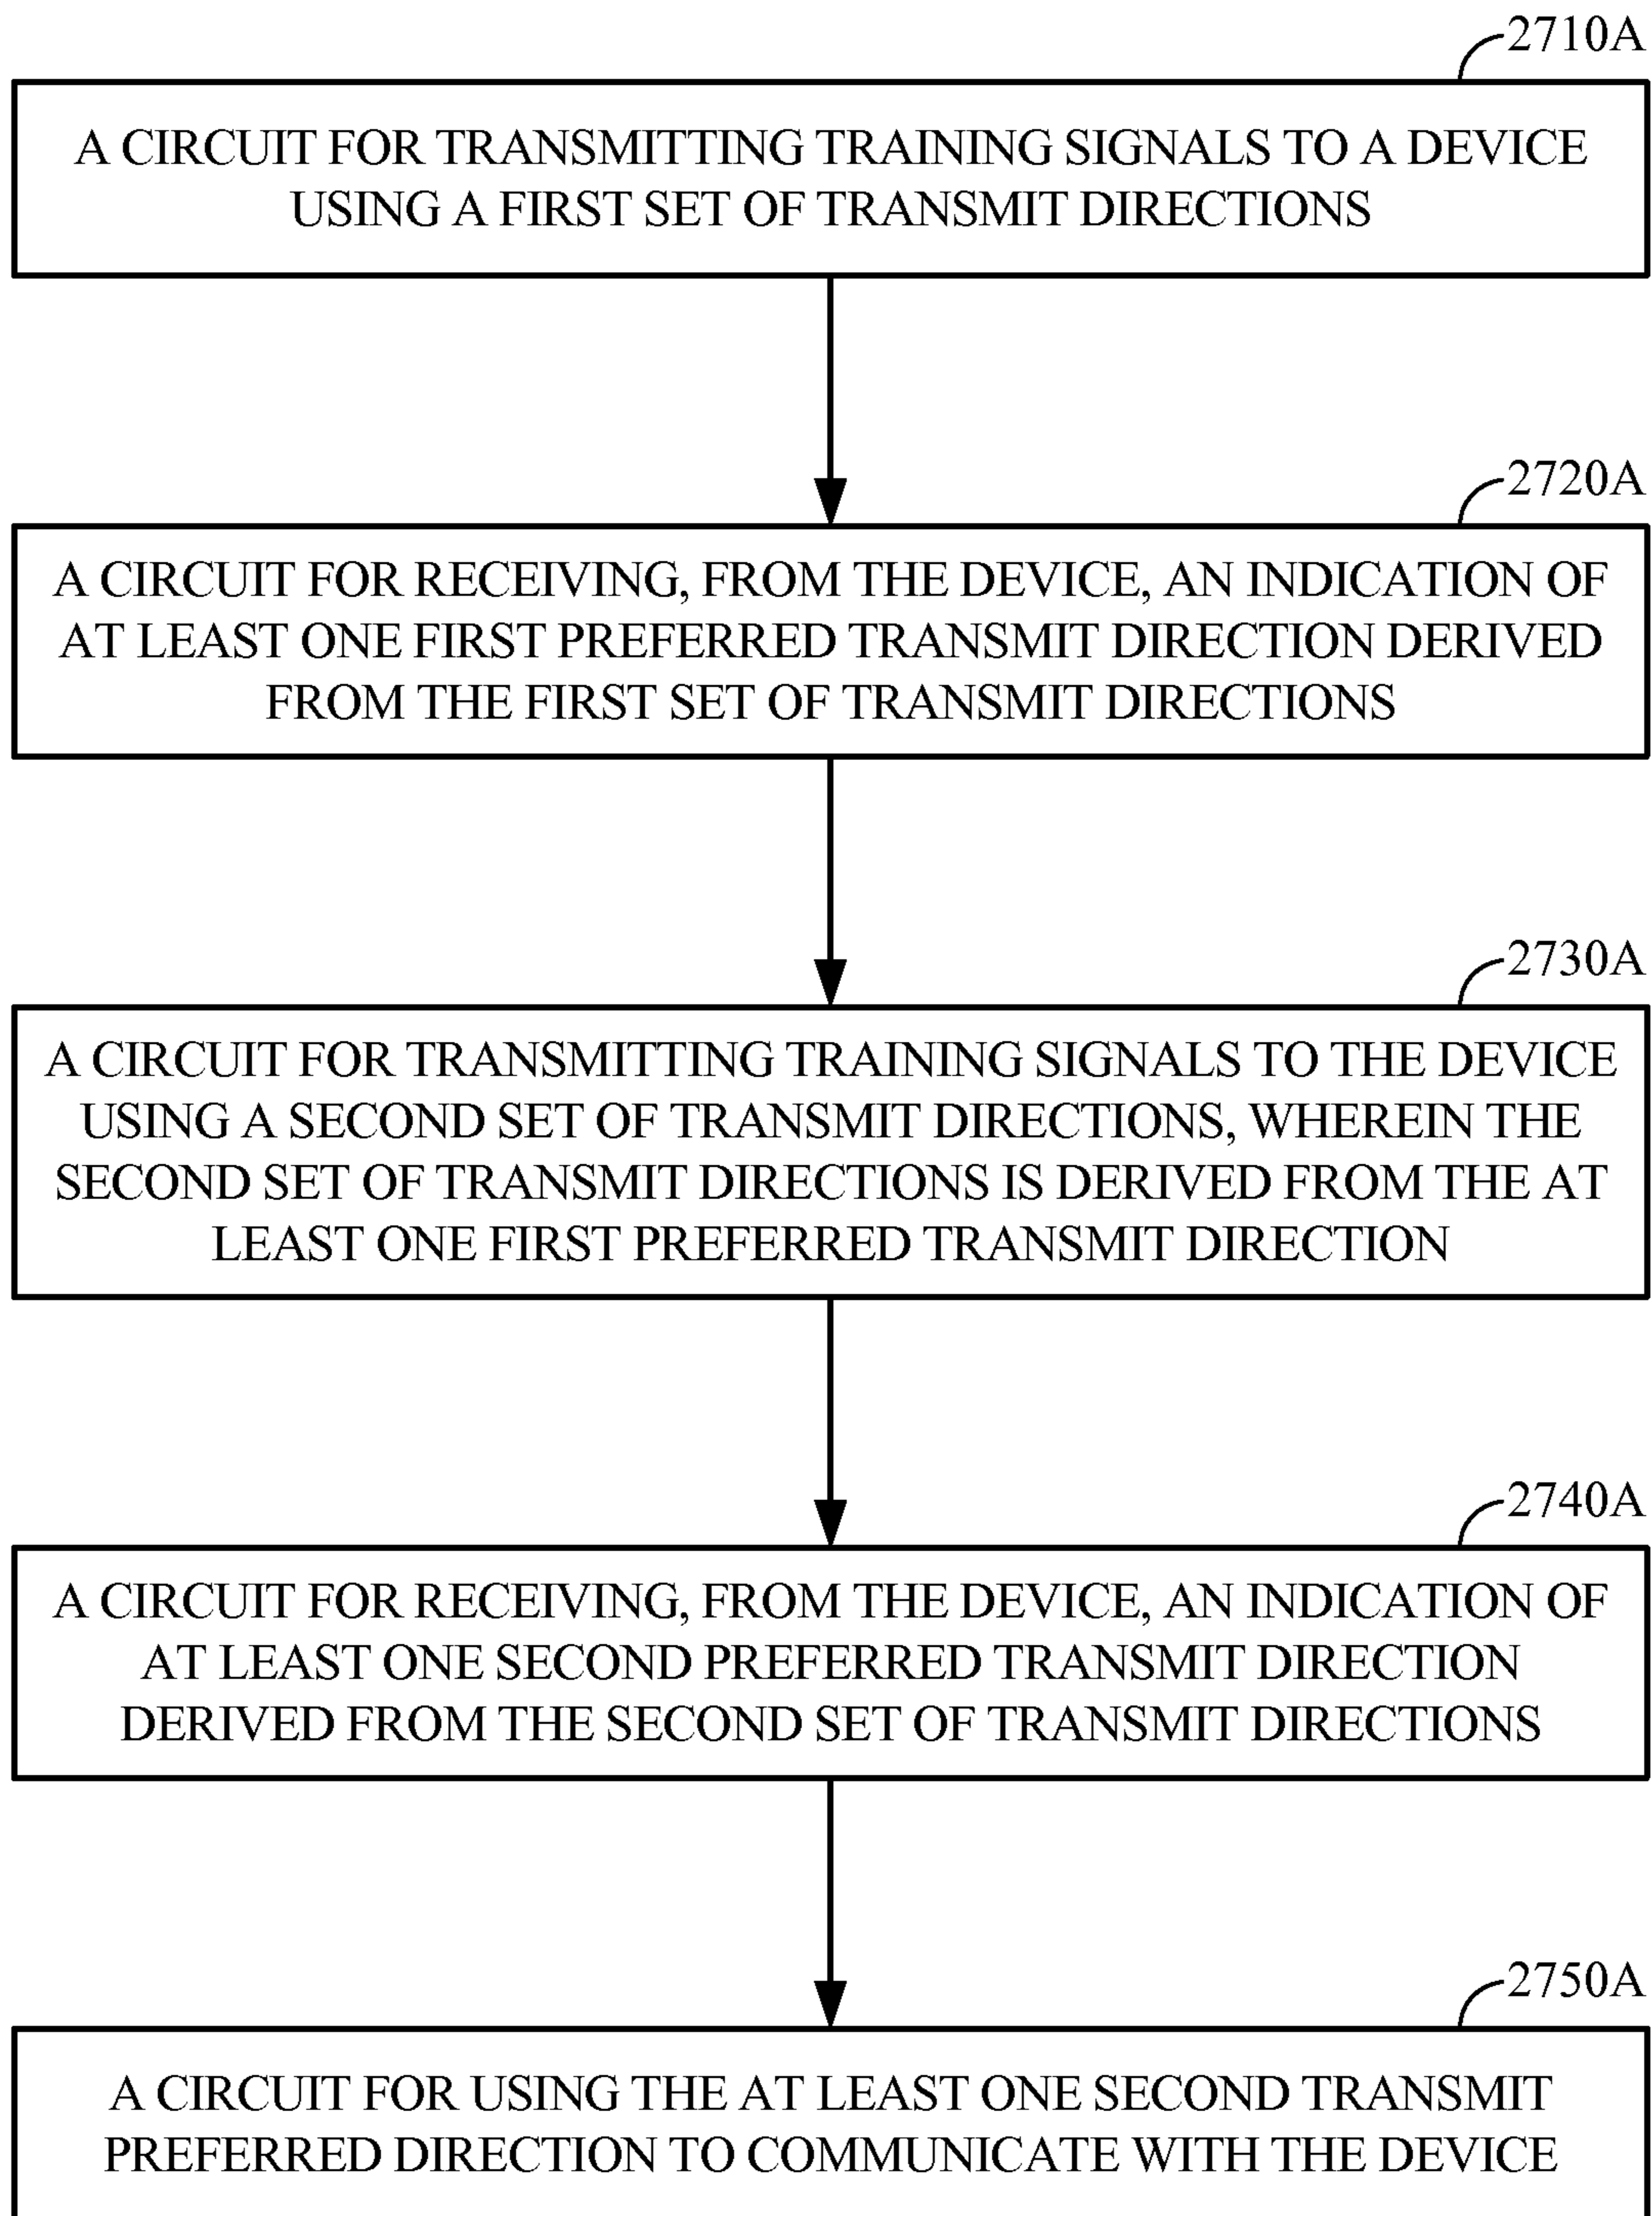 2710A
A CIRCUIT FOR TRANSMITTING TRAINING SIGNALS TO A DEVICE
USING A FIRST SET OF TRANSMIT DIRECTIONS
2720A
A CIRCUIT FOR RECEIVING, FROM THE DEVICE, AN INDICATION OF
AT LEAST ONE FIRST PREFERRED TRANSMIT DIRECTION DERIVED
FROM THE FIRST SET OF TRANSMIT DIRECTIONS
2730A
A CIRCUIT FOR TRANSMITTING TRAINING SIGNALS TO THE DEVICE
USING A SECOND SET OF TRANSMIT DIRECTIONS, WHEREIN THE
SECOND SET OF TRANSMIT DIRECTIONS IS DERIVED FROM THE AT
LEAST ONE FIRST PREFERRED TRANSMIT DIRECTION
2740A
A CIRCUIT FOR RECEIVING, FROM THE DEVICE, AN INDICATION OF
AT LEAST ONE SECOND PREFERRED TRANSMIT DIRECTION
DERIVED FROM THE SECOND SET OF TRANSMIT DIRECTIONS
2750A
A CIRCUIT FOR USING THE AT LEAST ONE SECOND TRANSMIT
PREFERRED DIRECTION TO COMMUNICATE WITH THE DEVICE